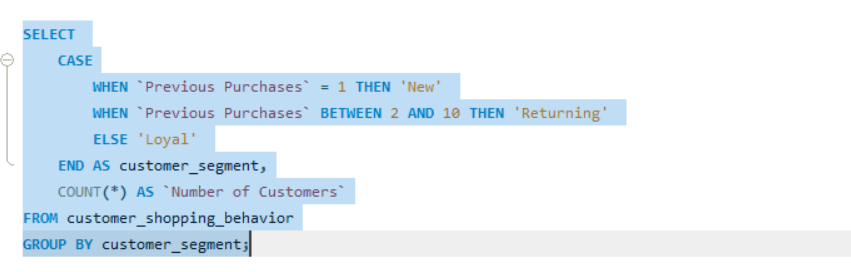 SELECT
CASE
WHEN `Previous Purchases` = 1 THEN 'New'
WHEN `Previous Purchases` BETWEEN 2 AND 10 THEN 'Returning'
ELSE 'Loyal'
END AS customer_segment,
COUNT(*) AS `Number of Customers`
FROM customer_shopping_behavior
GROUP BY customer_segment;